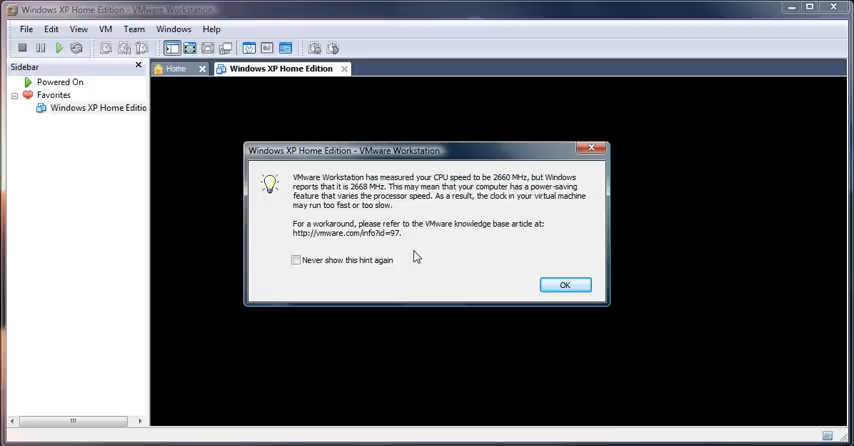 Windows XP Home Edition - VMware Workstation
File Edit View VM Team Windows Help
Sidebar
Home
Windows XP Home Edition
Powered On
Favorites
Windows XP Home Editio
Windows XP Home Edition - VMware Workstation
VMware Workstation has measured your CPU speed to be 2660 MHz, but Windows
reports that it is 2668 MHz. This may mean that your computer has a power-saving
feature that varies the processor speed. As a result, the clock in your virtual machine
may run too fast or too slow.
For a workaround, please refer to the VMware knowledge base article at:
http://vmware.com/info?id=97.
Never show this hint again
OK